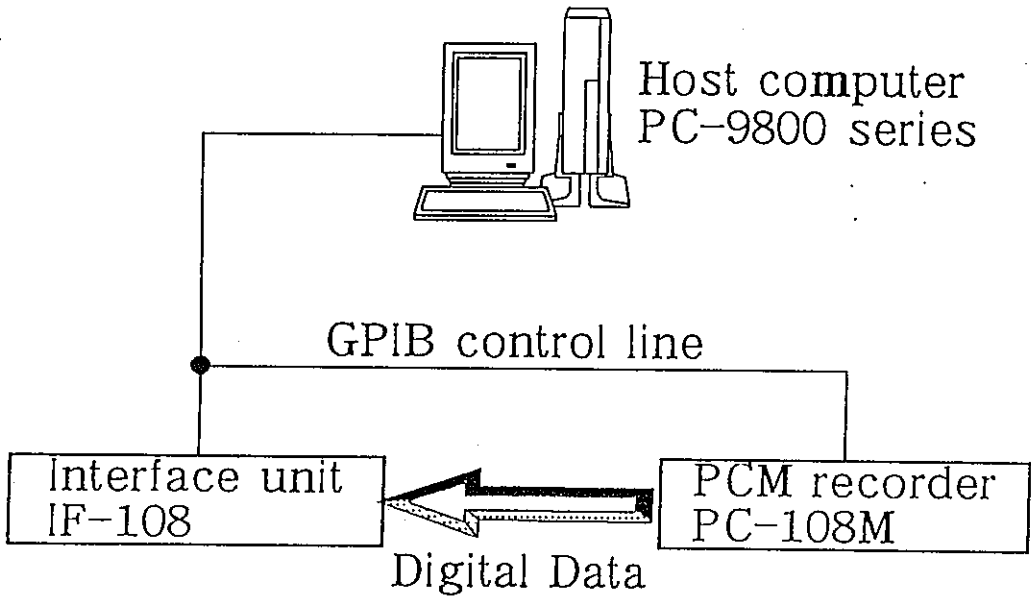 Host computer
PC-9800 series
GPIB control line
Interface unit
IF-108
PCM recorder
PC-108M
Digital Data